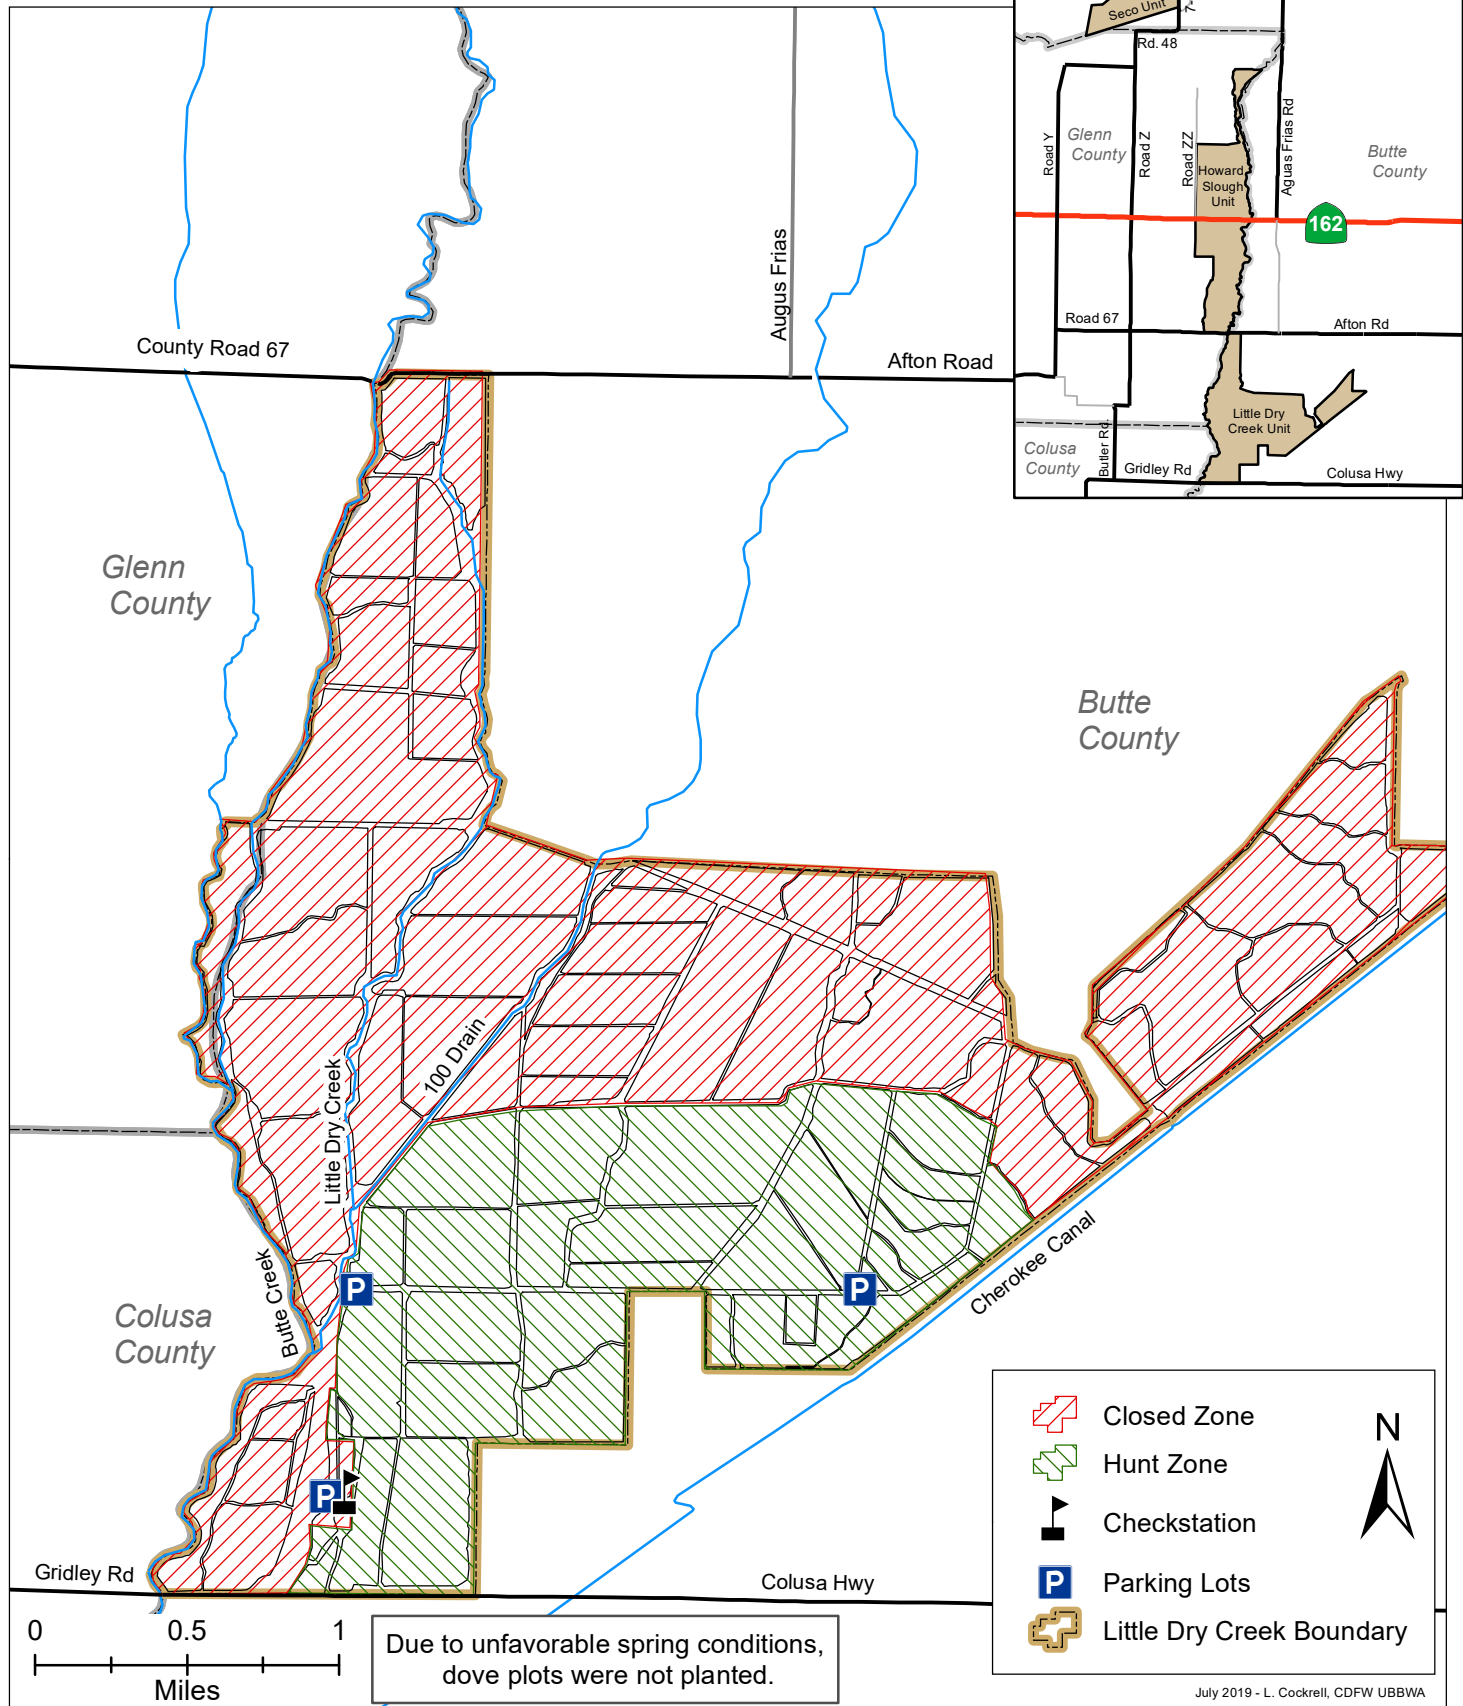 Seco Unit
Rd. 48
Glenn
County
Road Y
Road Z
Road ZZ
Aguas Frias Rd
Butte
County
Howard
Slough
Unit
162
Road 67
Afton Rd
Little Dry
Creek Unit
Colusa
County
Butler Rd.
Gridley Rd
Colusa Hwy
Augus Frias
County Road 67
Afton Road
Glenn
County
Butte
County
100 Drain
Little Dry Creek
Butte Creek
Cherokee Canal
P
P
Colusa
County
P
Gridley Rd
Colusa Hwy
Closed Zone
Hunt Zone
Checkstation
P Parking Lots
Little Dry Creek Boundary
N
0 0.5 1
Miles
Due to unfavorable spring conditions,
dove plots were not planted.
July 2019 - L. Cockrell, CDFW UBBWA